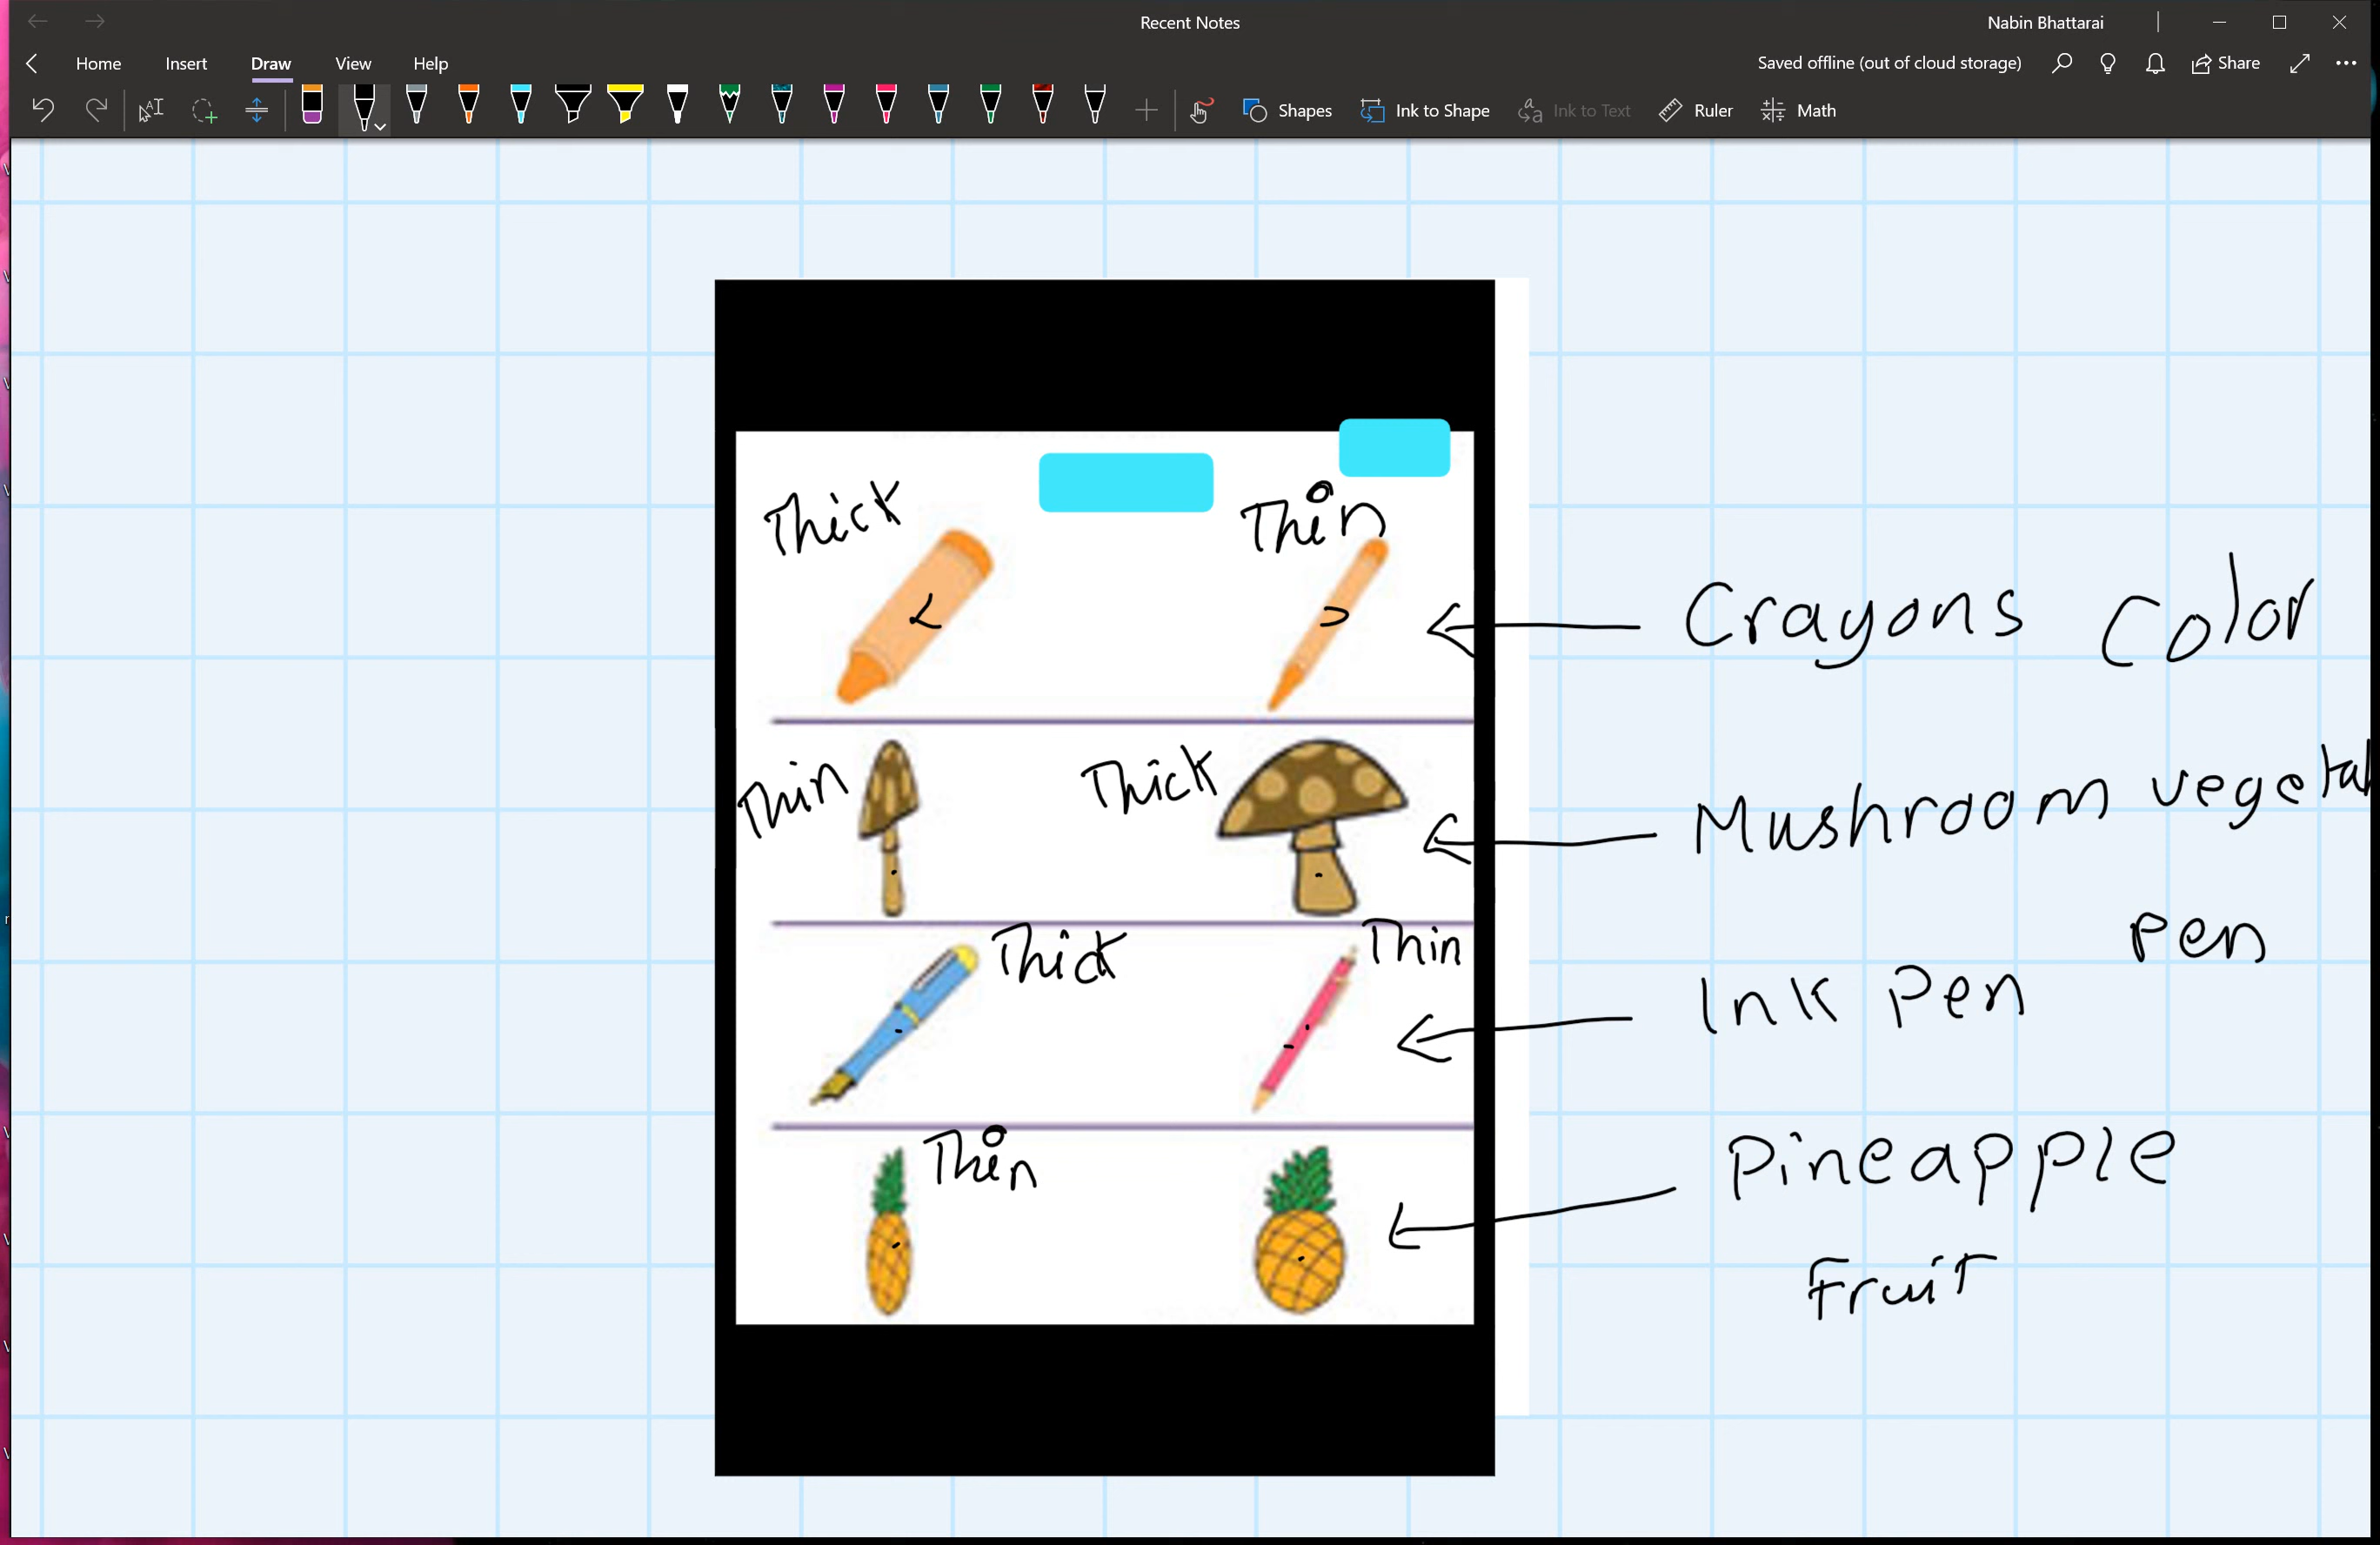 Recent Notes Nabin Bhattarai
Home Insert Draw View Help Saved offline (out of cloud storage) Share
Shapes Ink to Shape Ink to Text Ruler Math
Thick Thin
Crayons Color
Thin Thick
Mushroom vegetal
Thick Thin
Pen
Ink Pen
Thin
Pineapple
Fruit